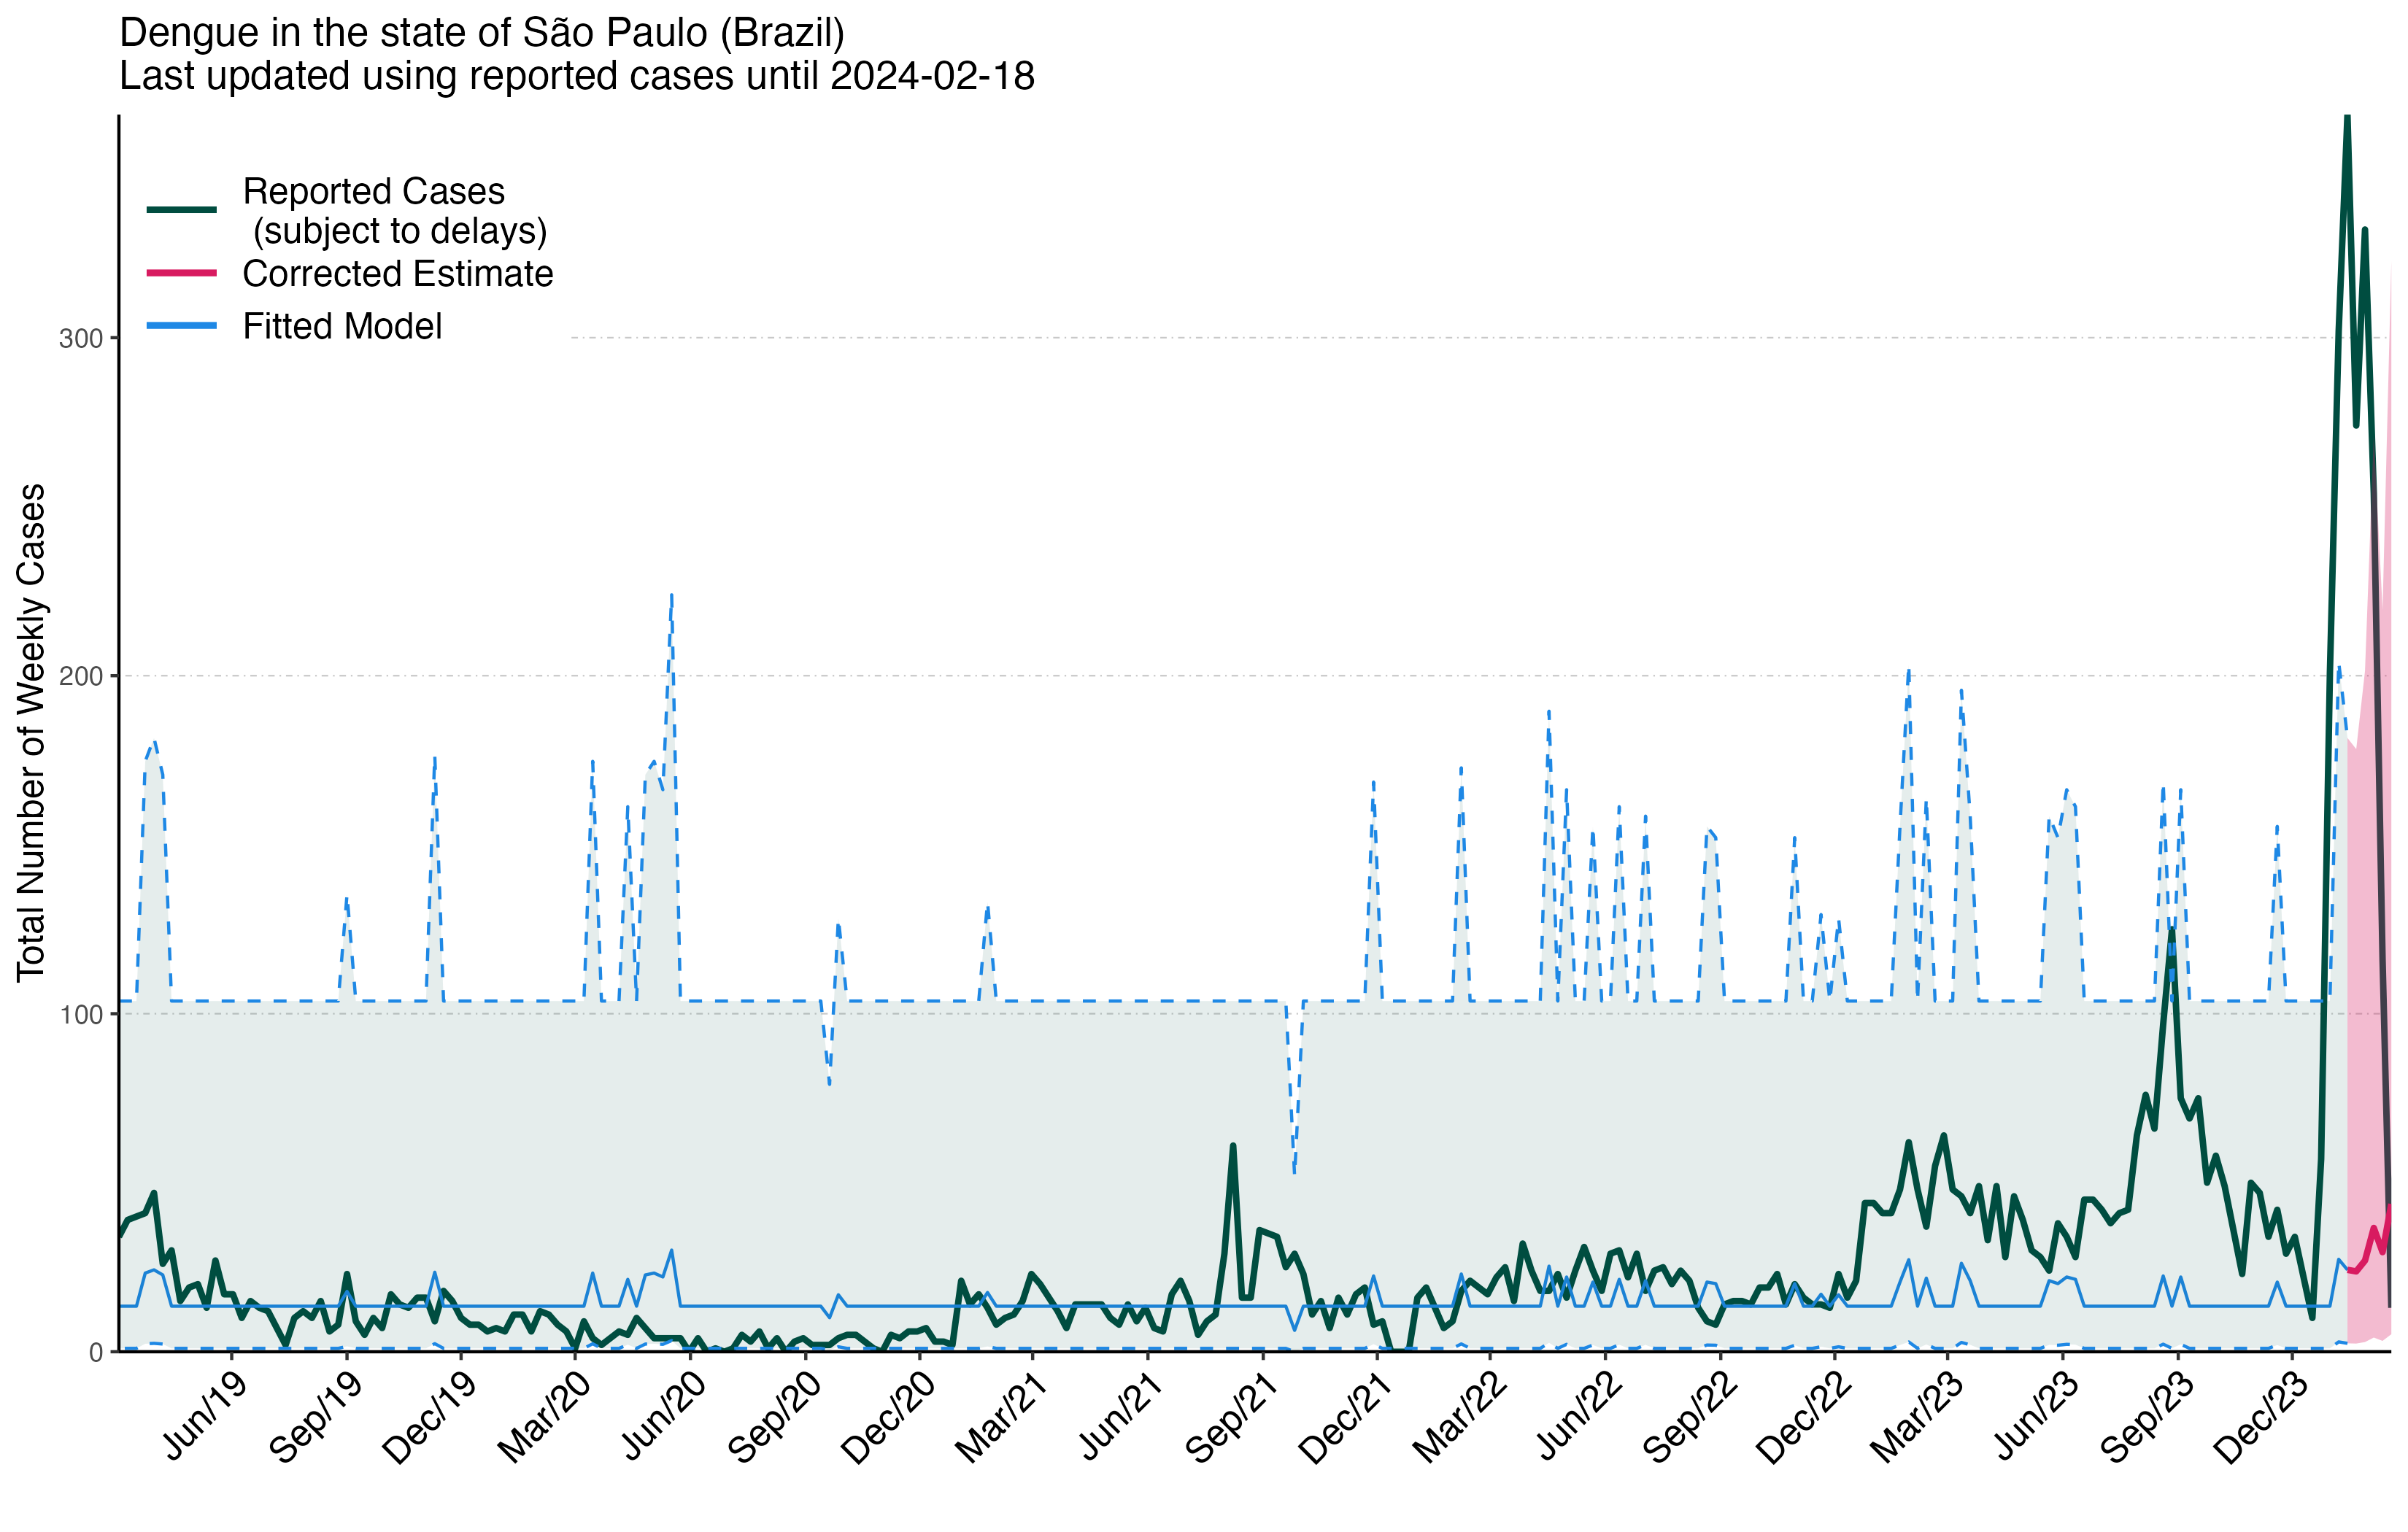 Dengue in the state of São Paulo (Brazil)
Last updated using reported cases until 2024-02-18
Reported Cases
(subject to delays)
Corrected Estimate
Fitted Model
Total Number of Weekly Cases
300
200
100
0
Jun/19
Sep/19
Dec/19
Mar/20
Jun/20
Sep/20
Dec/20
Mar/21
Jun/21
Sep/21
Dec/21
Mar/22
Jun/22
Sep/22
Dec/22
Mar/23
Jun/23
Sep/23
Dec/23